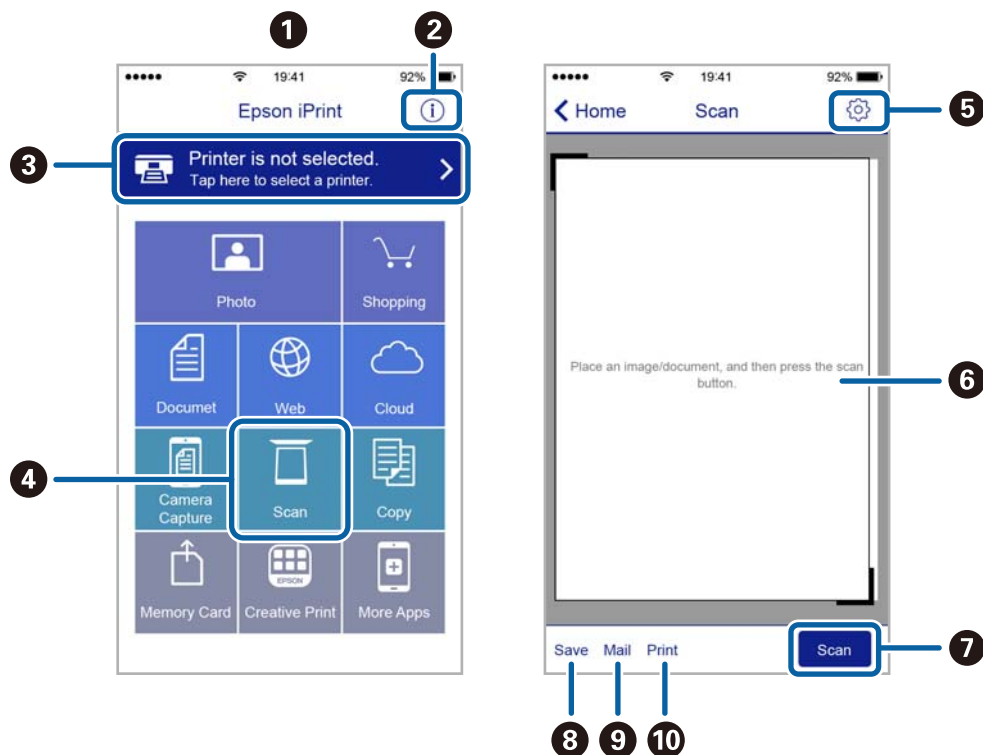 1
2
19:41
92%
Epson iPrint
3
Printer is not selected.
Tap here to select a printer.
Photo
Shopping
Documet
Web
Cloud
4
Camera
Capture
Scan
Copy
EPSON
Memory Card
Creative Print
More Apps
19:41
92%
Home
Scan
5
Place an image/document, and then press the scan
button.
6
Save
Mail
Print
Scan
7
8
9
10